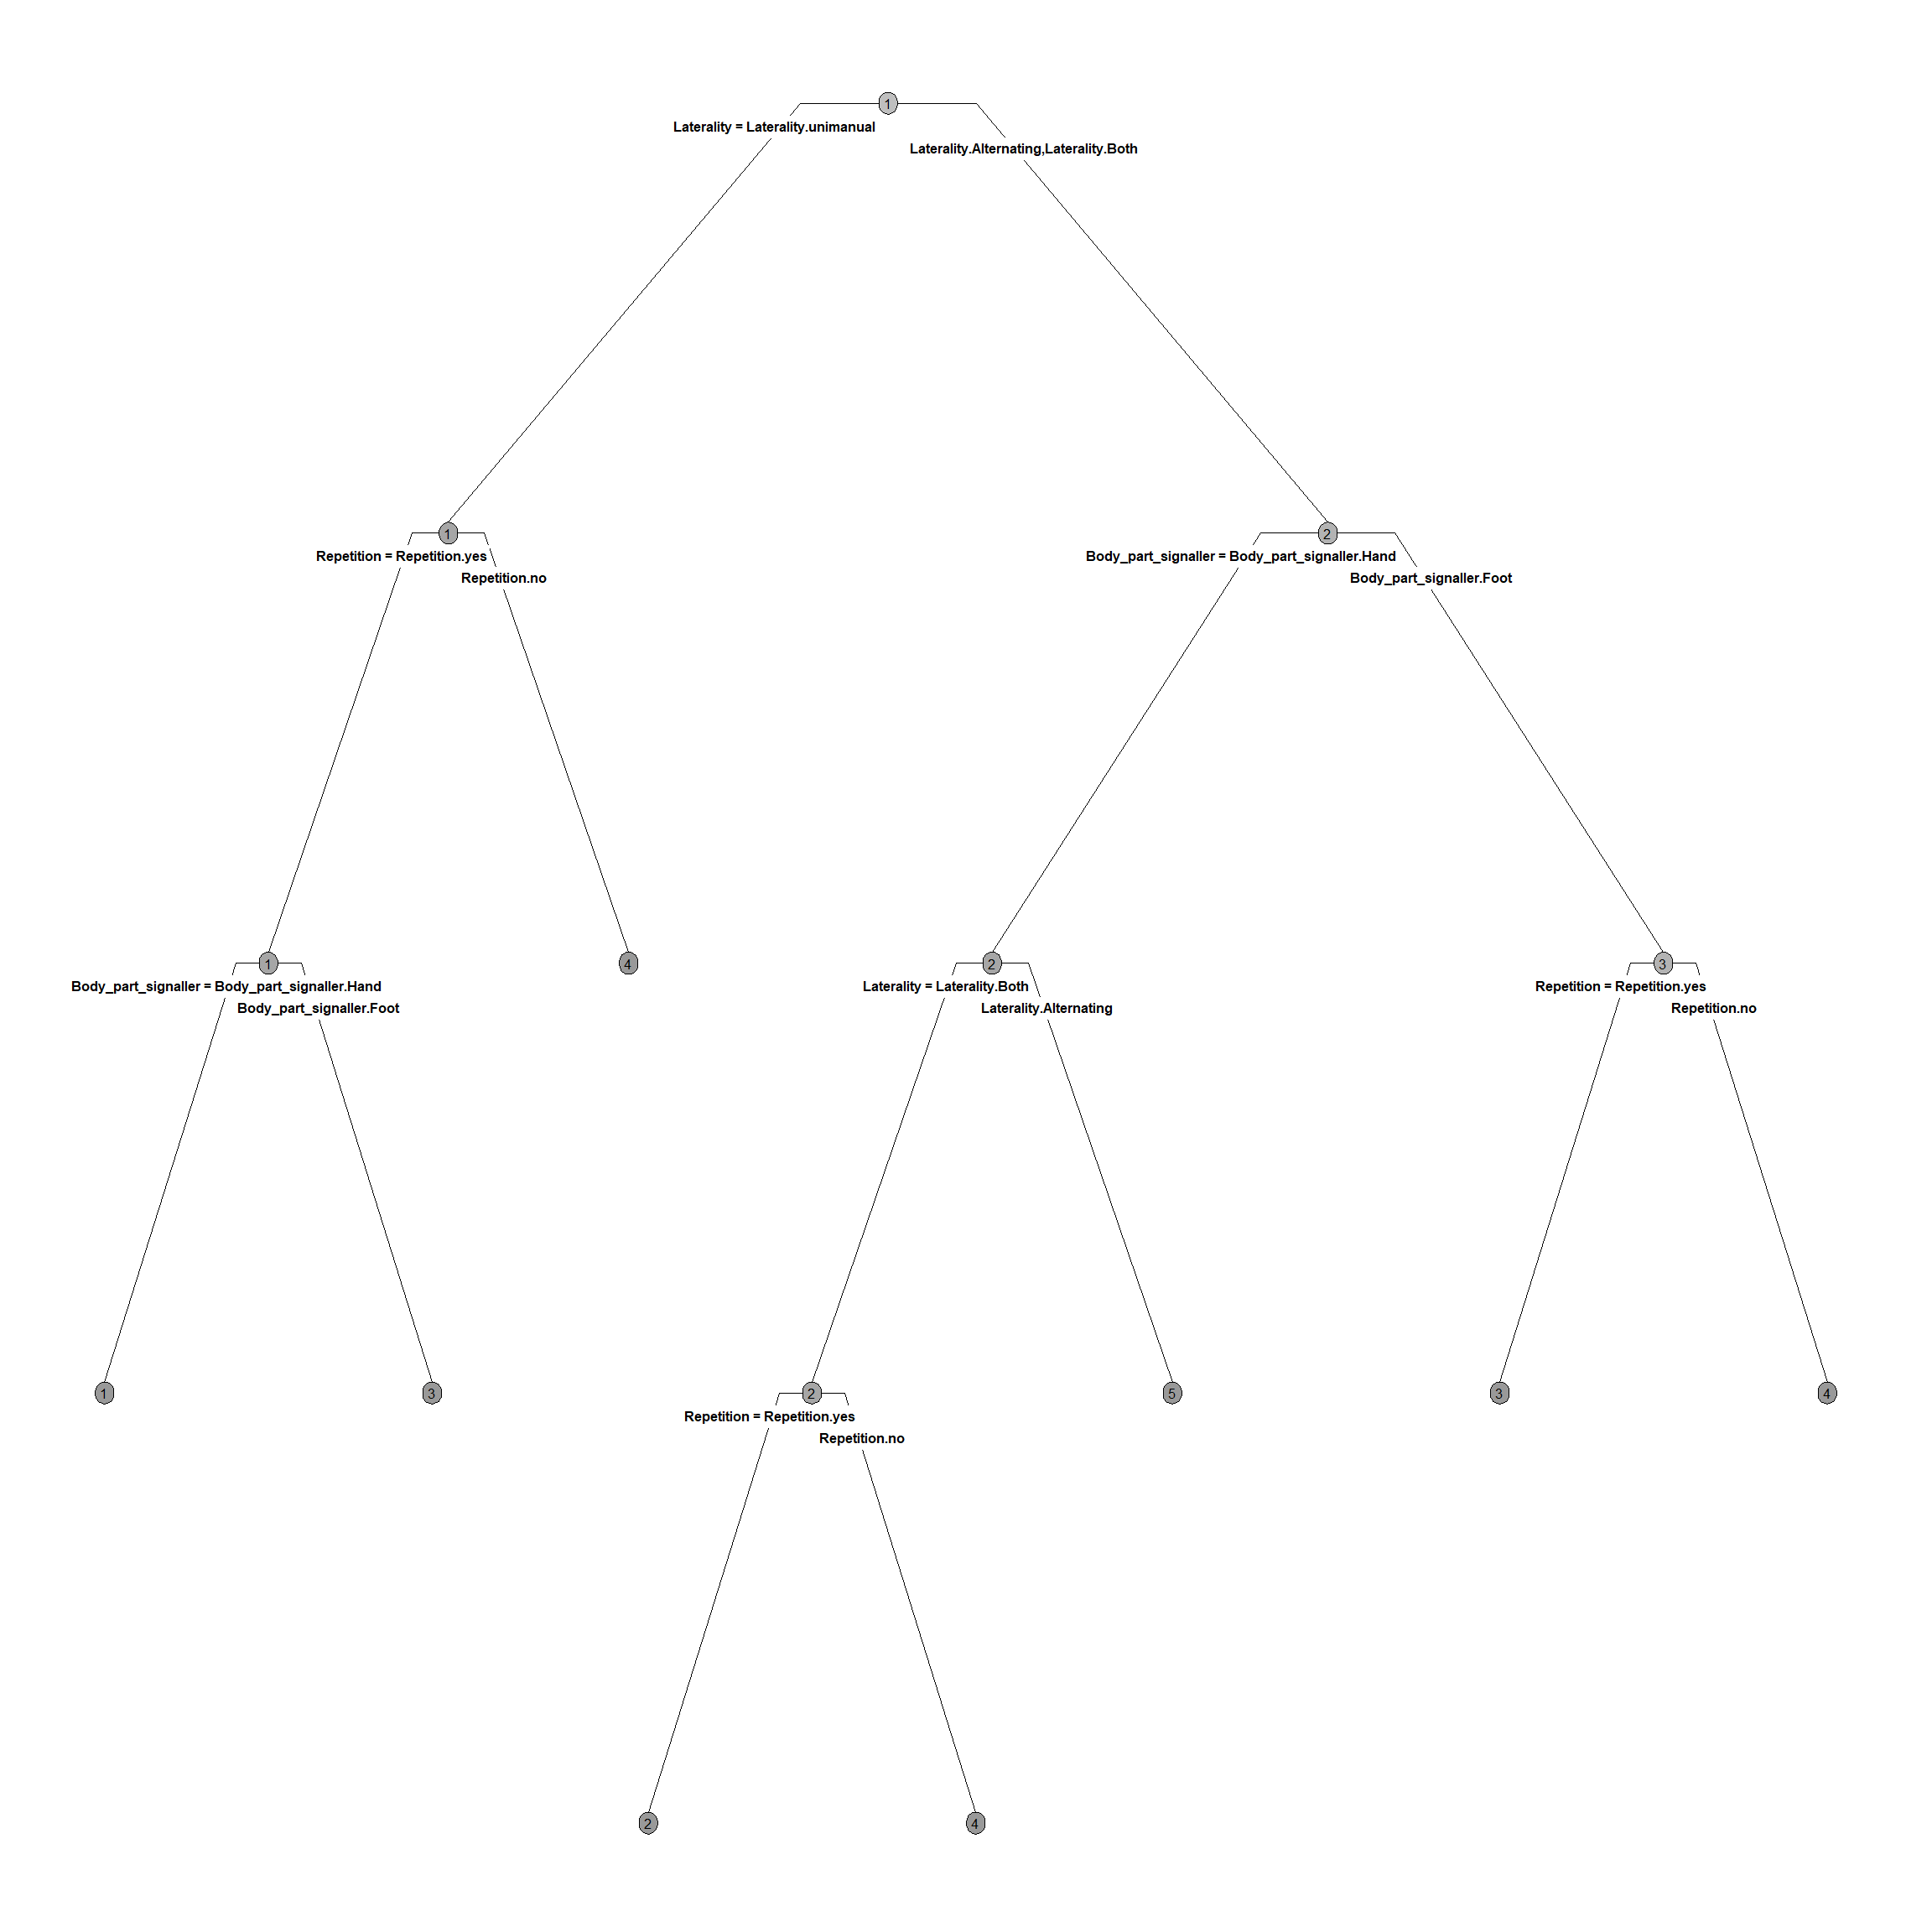 1
Laterality = Laterality.unimanual
Laterality.Alternating,Laterality.Both
1
2
Repetition = Repetition.yes
Body_part_signaller = Body_part_signaller.Hand
Repetition.no
Body_part_signaller.Foot
1
4
2
3
Body_part_signaller = Body_part_signaller.Hand
Laterality = Laterality.Both
Repetition = Repetition.yes
Body_part_signaller.Foot
Laterality.Alternating
Repetition.no
1
3
2
5
3
4
Repetition = Repetition.yes
Repetition.no
2
4